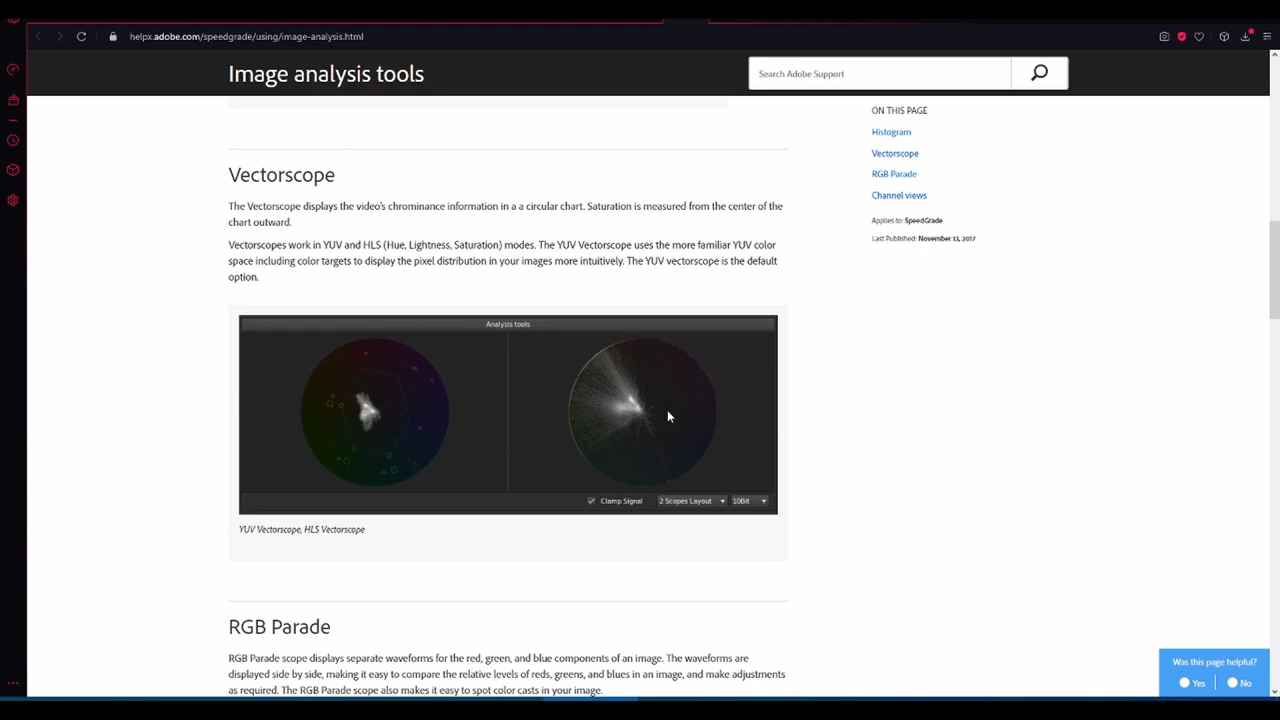 helpx.adobe.com/speedgrade/using/image-analysis.html
Image analysis tools
Search Adobe Support
ON THIS PAGE
Histogram
Vectorscope
RGB Parade
Channel views
Applies to: SpeedGrade
Last Published: November 13, 2017
Vectorscope
The Vectorscope displays the video's chrominance information in a a circular chart. Saturation is measured from the center of the
chart outward.
Vectorscopes work in YUV and HLS (Hue, Lightness, Saturation) modes. The YUV Vectorscope uses the more familiar YUV color
space including color targets to display the pixel distribution in your images more intuitively. The YUV vectorscope is the default
option.
Analysis tools
Clamp Signal
2 Scopes Layout
10Bit
YUV Vectorscope, HLS Vectorscope
RGB Parade
RGB Parade scope displays separate waveforms for the red, green, and blue components of an image. The waveforms are
displayed side by side, making it easy to compare the relative levels of reds, greens, and blues in an image, and make adjustments
as required. The RGB Parade scope also makes it easy to spot color casts in your image.
Was this page helpful?
Yes
No